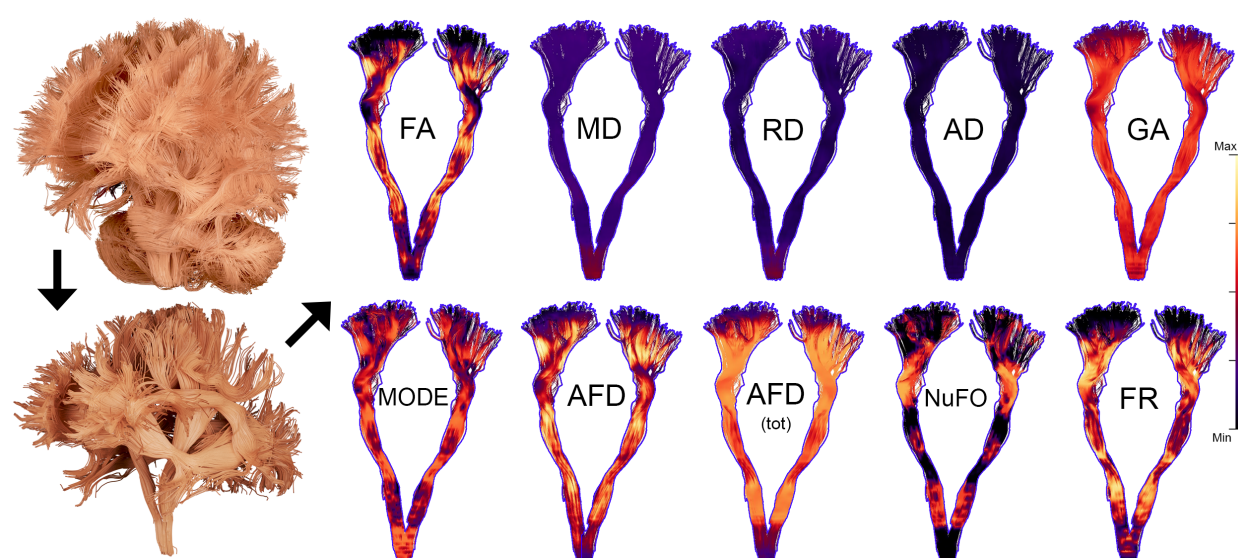 FA
MD
RD
AD
GA
Max
MODE
AFD
AFD
(tot)
NuFO
FR
Min